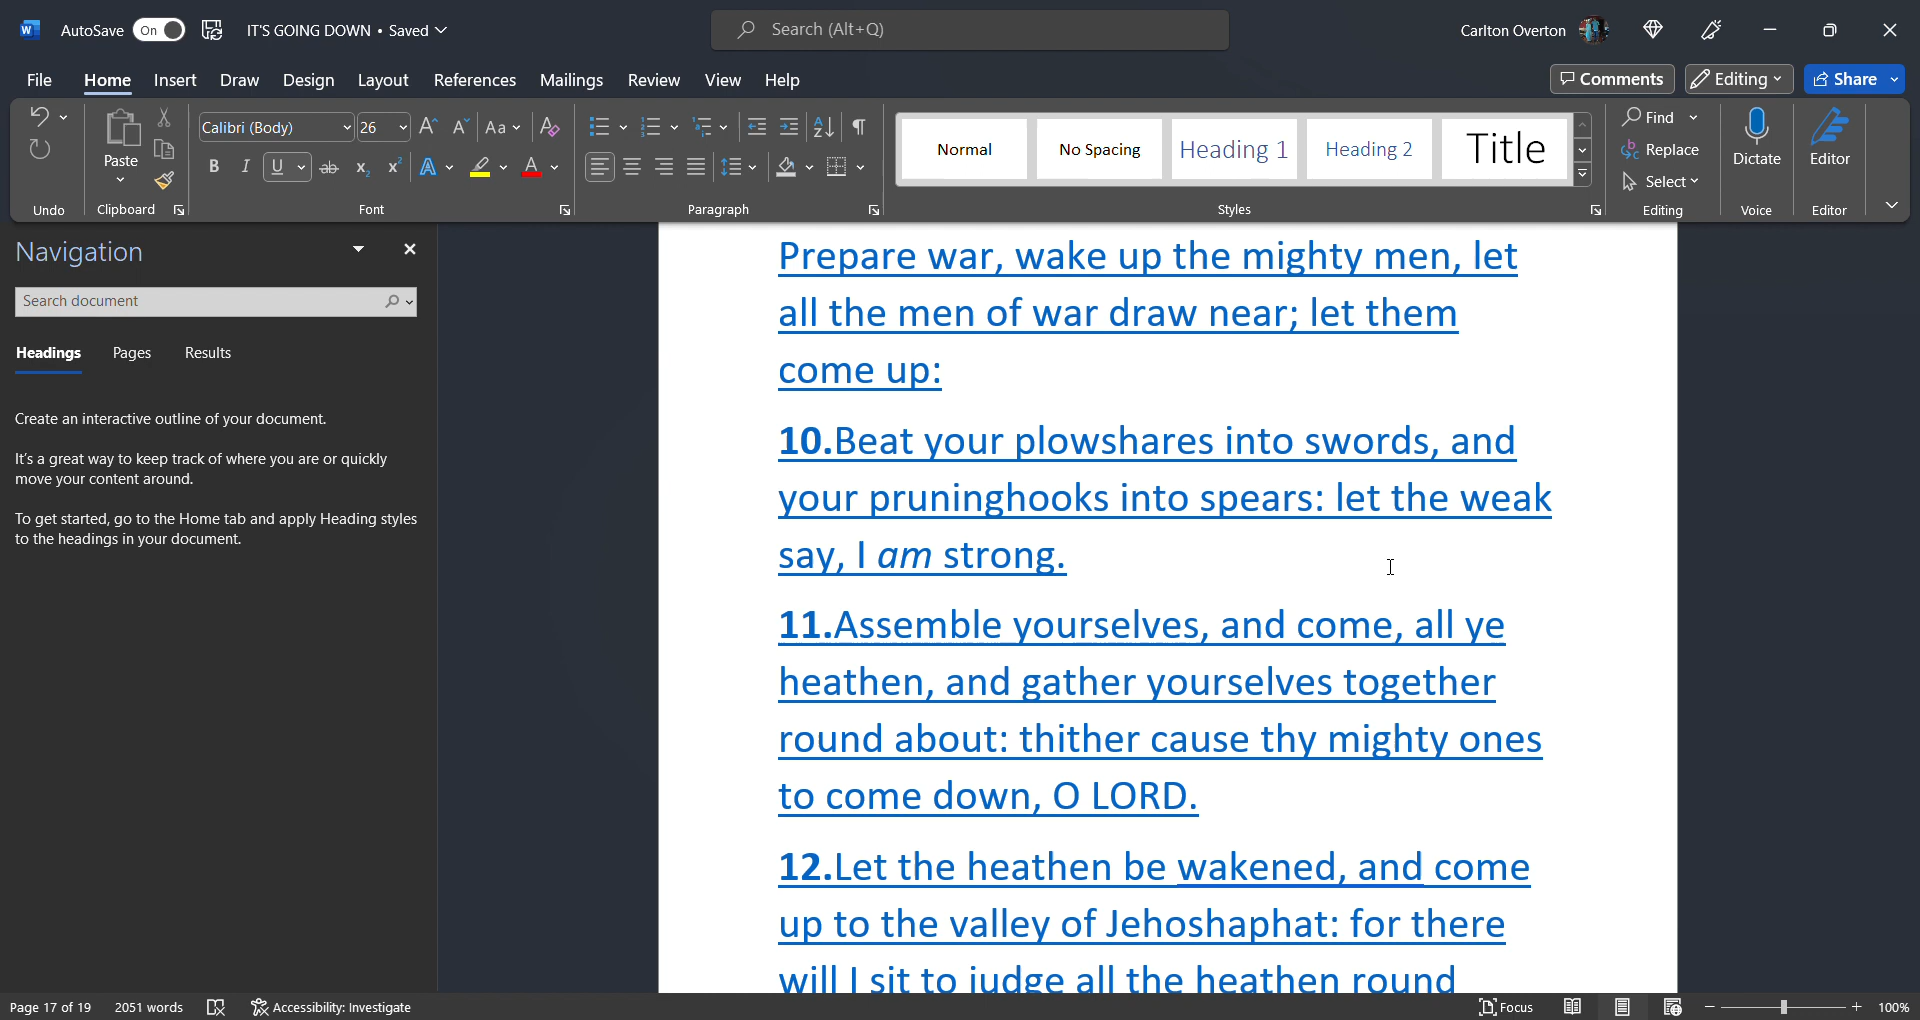 AutoSave On IT'S GOING DOWN • Saved Search (Alt+Q) Carlton Overton
File Home Insert Draw Design Layout References Mailings Review View Help Comments Editing Share
Calibri (Body) 26 Aa
Paste
B I U ab x₂ x² A A
Normal No Spacing Heading 1 Heading 2 Title
Find
Replace
Select
Dictate Editor
Undo Clipboard Font Paragraph Styles Editing Voice Editor
Navigation
Search document
Headings Pages Results
Create an interactive outline of your document.
It's a great way to keep track of where you are or quickly
move your content around.
To get started, go to the Home tab and apply Heading styles
to the headings in your document.
Prepare war, wake up the mighty men, let
all the men of war draw near; let them
come up:
10.Beat your plowshares into swords, and
your pruninghooks into spears: let the weak
say, I am strong.
11.Assemble yourselves, and come, all ye
heathen, and gather yourselves together
round about: thither cause thy mighty ones
to come down, O LORD.
12.Let the heathen be wakened, and come
up to the valley of Jehoshaphat: for there
will I sit to judge all the heathen round
Page 17 of 19 2051 words Accessibility: Investigate Focus 100%